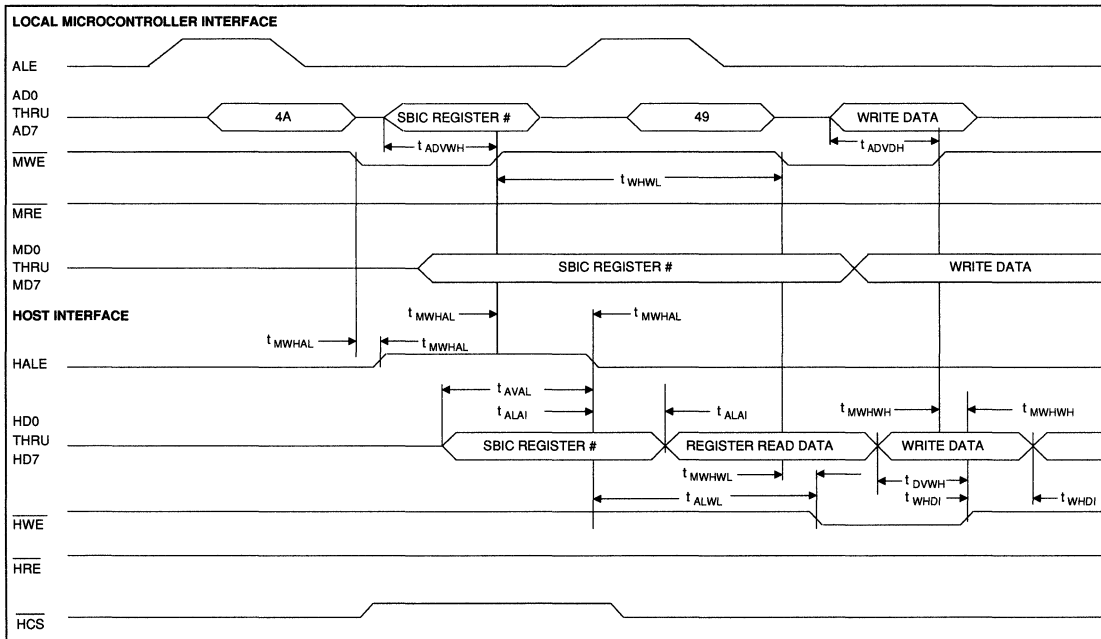 LOCAL MICROCONTROLLER INTERFACE
ALE
AD0
THRU
AD7
4A
SBIC REGISTER #
49
WRITE DATA
t ADVWH
t ADVDH
MWE
t WHWL
MRE
MD0
THRU
MD7
SBIC REGISTER #
WRITE DATA
HOST INTERFACE
t MWHAL
t MWHAL
t MWHAL
t MWHAL
HALE
t AVAL
t ALAI
t ALAI
t MWHWH
t MWHWH
HD0
THRU
HD7
SBIC REGISTER #
REGISTER READ DATA
WRITE DATA
t MWHWL
t DVWH
t ALWL
t WHDI
t WHDI
HWE
HRE
HCS